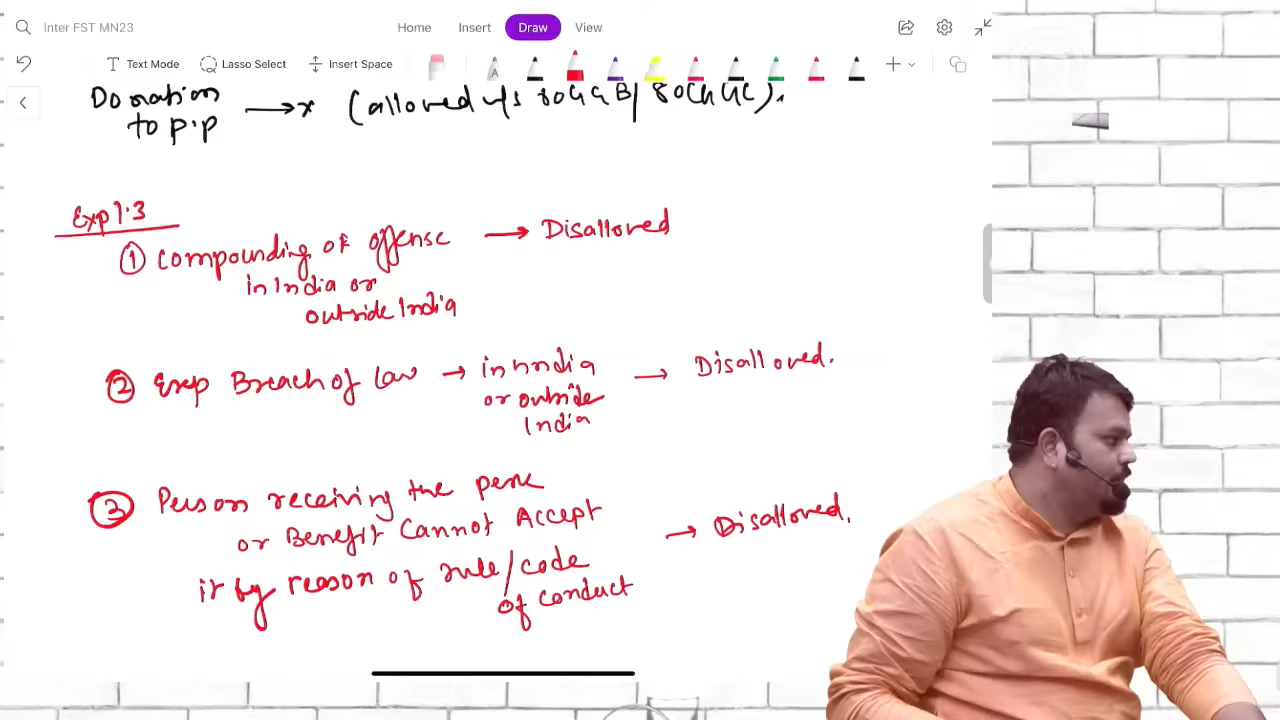 Inter FST MN23
Home Insert Draw View
Text Mode Lasso Select Insert Space
Donation → x (allowed u/s 80GGB/ 80GGC).
to P.P
Expl.3
① Compounding of offense → Disallowed
in India or
outside India
② Exp Breach of Law → in India → Disallowed.
or outside
India
③ Person receiving the perk
or Benefit Cannot Accept → Disallowed.
it by reason of rule/code
of conduct